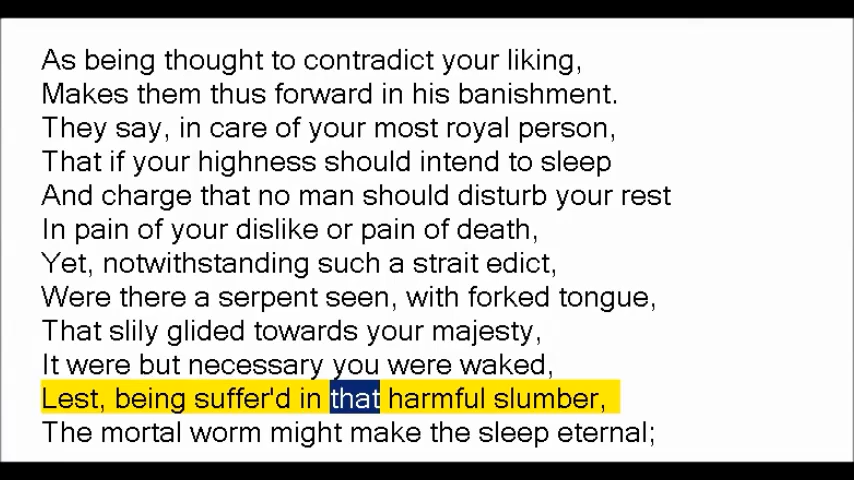 As being thought to contradict your liking,
Makes them thus forward in his banishment.
They say, in care of your most royal person,
That if your highness should intend to sleep
And charge that no man should disturb your rest
In pain of your dislike or pain of death,
Yet, notwithstanding such a strait edict,
Were there a serpent seen, with forked tongue,
That slily glided towards your majesty,
It were but necessary you were waked,
Lest, being suffer'd in that harmful slumber,
The mortal worm might make the sleep eternal;